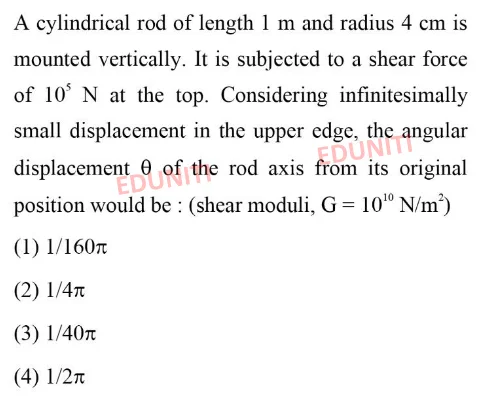 A cylindrical rod of length 1 m and radius 4 cm is
mounted vertically. It is subjected to a shear force
of 10⁵ N at the top. Considering infinitesimally
small displacement in the upper edge, the angular
displacement θ of the rod axis from its original
position would be : (shear moduli, G = 10¹⁰ N/m²)
(1) 1/160π
(2) 1/4π
(3) 1/40π
(4) 1/2π
EDUNITI
EDUNITI